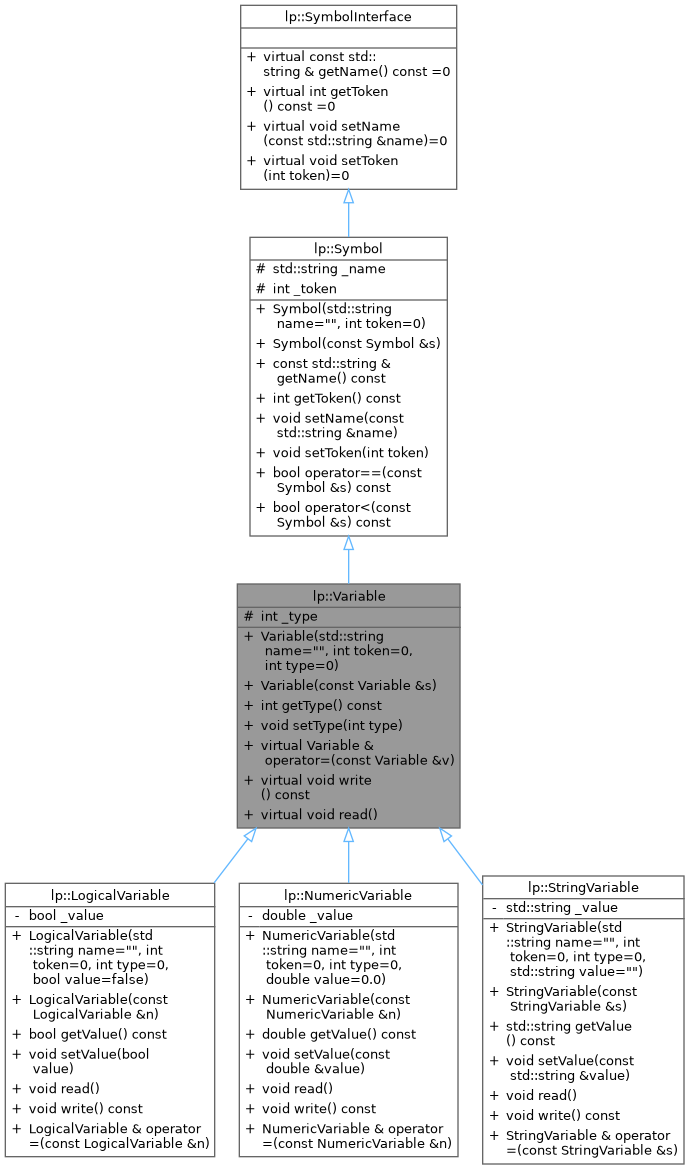 lp::SymbolInterface
+ virtual const std::
string & getName() const =0
+ virtual int getToken
() const =0
+ virtual void setName
(const std::string &name)=0
+ virtual void setToken
(int token)=0
lp::Symbol
# std::string _name
# int _token
+ Symbol(std::string
name="", int token=0)
+ Symbol(const Symbol &s)
+ const std::string &
getName() const
+ int getToken() const
+ void setName(const
std::string &name)
+ void setToken(int token)
+ bool operator==(const
Symbol &s) const
+ bool operator<(const
Symbol &s) const
lp::Variable
# int _type
+ Variable(std::string
name="", int token=0,
int type=0)
+ Variable(const Variable &s)
+ int getType() const
+ void setType(int type)
+ virtual Variable &
operator=(const Variable &v)
+ virtual void write
() const
+ virtual void read()
lp::LogicalVariable
- bool _value
+ LogicalVariable(std
::string name="", int
token=0, int type=0,
bool value=false)
+ LogicalVariable(const
LogicalVariable &n)
+ bool getValue() const
+ void setValue(bool
value)
+ void read()
+ void write() const
+ LogicalVariable & operator
=(const LogicalVariable &n)
lp::NumericVariable
- double _value
+ NumericVariable(std
::string name="", int
token=0, int type=0,
double value=0.0)
+ NumericVariable(const
NumericVariable &n)
+ double getValue() const
+ void setValue(const
double &value)
+ void read()
+ void write() const
+ NumericVariable & operator
=(const NumericVariable &n)
lp::StringVariable
- std::string _value
+ StringVariable(std
::string name="", int
token=0, int type=0,
std::string value="")
+ StringVariable(const
StringVariable &s)
+ std::string getValue
() const
+ void setValue(const
std::string &value)
+ void read()
+ void write() const
+ StringVariable & operator
=(const StringVariable &s)